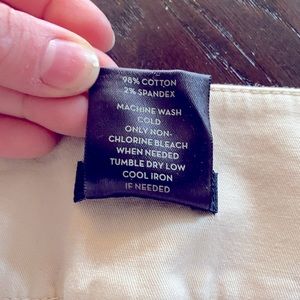 98% COTTON
2% SPANDEX
MACHINE WASH
COLD
ONLY NON-
CHLORINE BLEACH
WHEN NEEDED
TUMBLE DRY LOW
COOL IRON
IF NEEDED